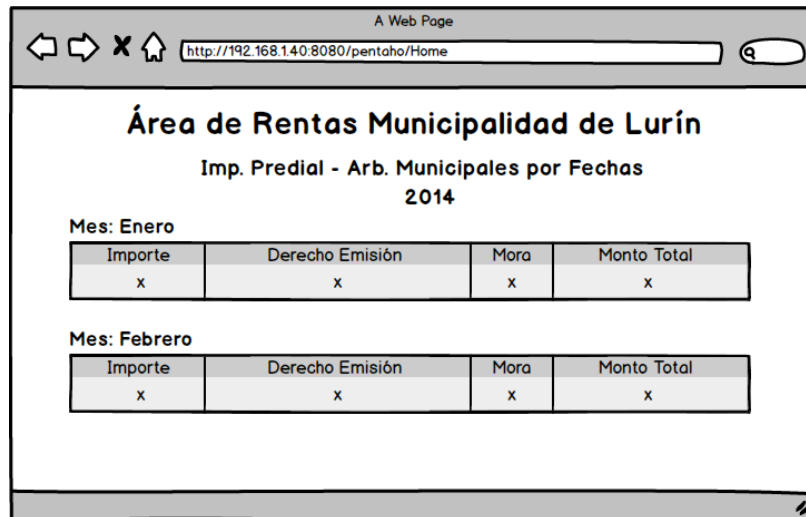 A Web Page
http://192.168.1.40:8080/pentaho/Home
Área de Rentas Municipalidad de Lurín
Imp. Predial - Arb. Municipales por Fechas
2014
Mes: Enero
Importe Derecho Emisión Mora Monto Total
x x x x
Mes: Febrero
Importe Derecho Emisión Mora Monto Total
x x x x